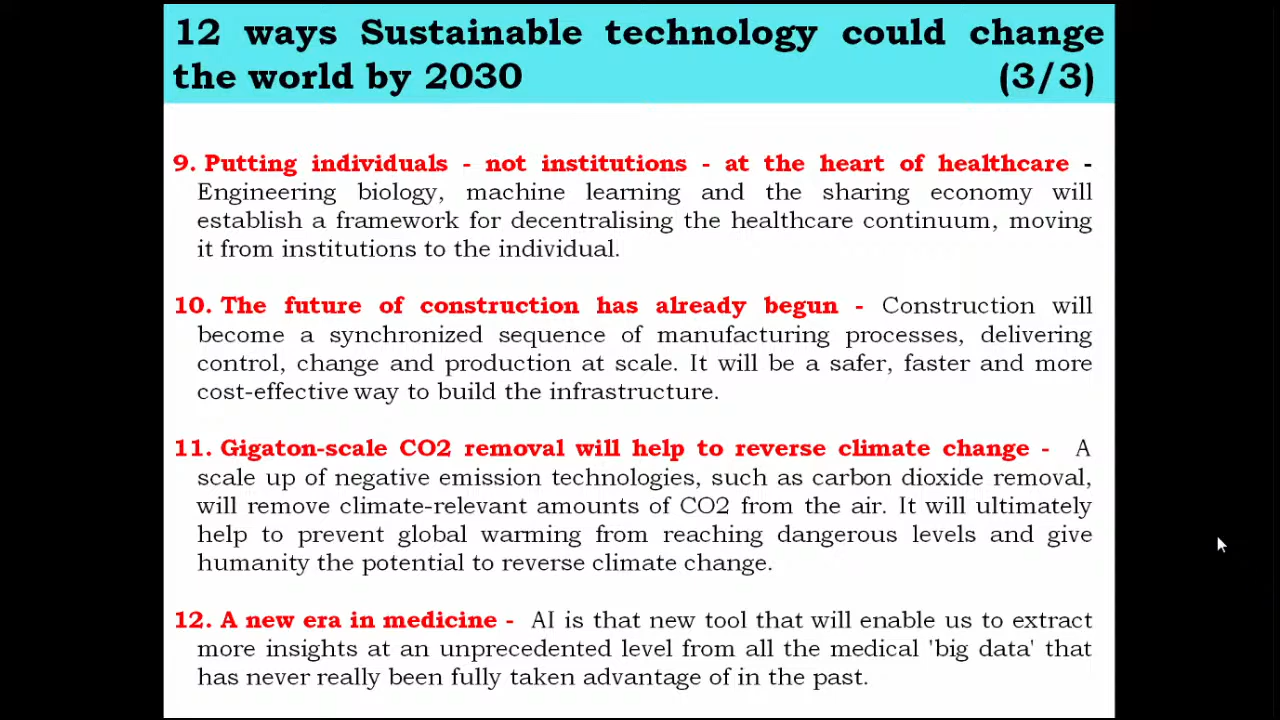 12 ways Sustainable technology could change
the world by 2030 (3/3)
9. Putting individuals - not institutions - at the heart of healthcare -
Engineering biology, machine learning and the sharing economy will
establish a framework for decentralising the healthcare continuum, moving
it from institutions to the individual.
10. The future of construction has already begun - Construction will
become a synchronized sequence of manufacturing processes, delivering
control, change and production at scale. It will be a safer, faster and more
cost-effective way to build the infrastructure.
11. Gigaton-scale CO2 removal will help to reverse climate change - A
scale up of negative emission technologies, such as carbon dioxide removal,
will remove climate-relevant amounts of CO2 from the air. It will ultimately
help to prevent global warming from reaching dangerous levels and give
humanity the potential to reverse climate change.
12. A new era in medicine - AI is that new tool that will enable us to extract
more insights at an unprecedented level from all the medical 'big data' that
has never really been fully taken advantage of in the past.